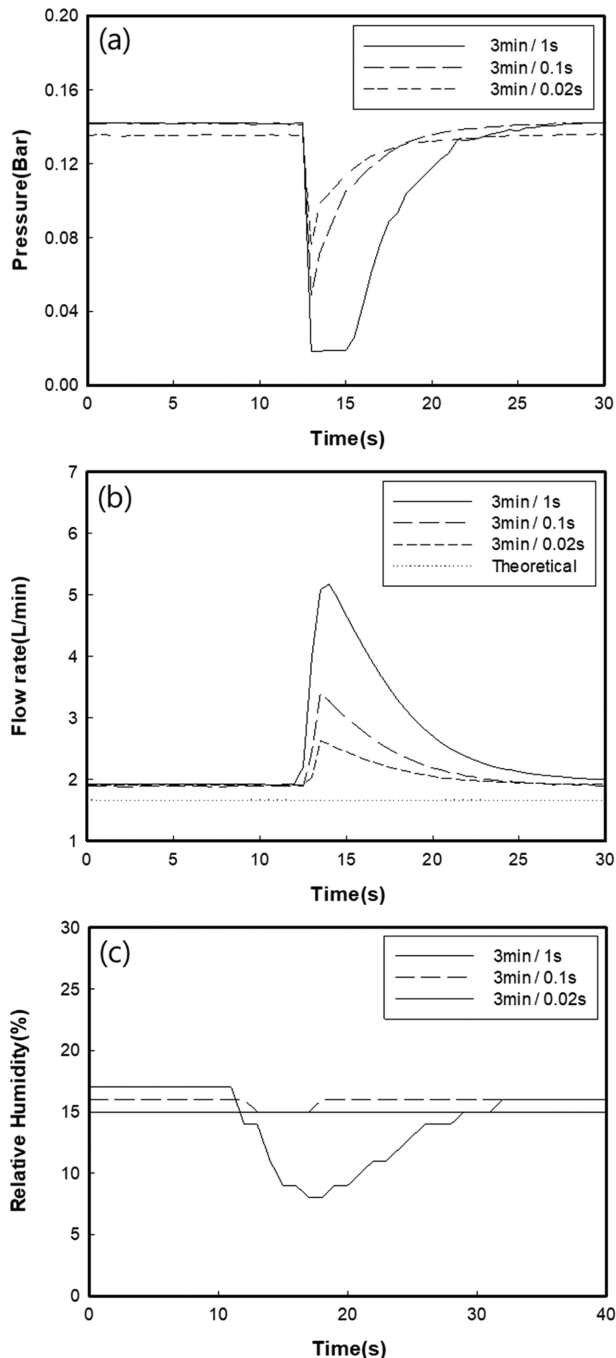 (a)
3min / 1s
3min / 0.1s
3min / 0.02s
0.20
0.16
0.12
0.08
0.04
0.00
Pressure(Bar)
0 5 10 15 20 25 30
Time(s)
(b)
3min / 1s
3min / 0.1s
3min / 0.02s
Theoretical
7
6
5
4
3
2
1
Flow rate(L/min)
0 5 10 15 20 25 30
Time(s)
(c)
3min / 1s
3min / 0.1s
3min / 0.02s
30
25
20
15
10
5
0
Relative Humidity(%)
0 10 20 30 40
Time(s)